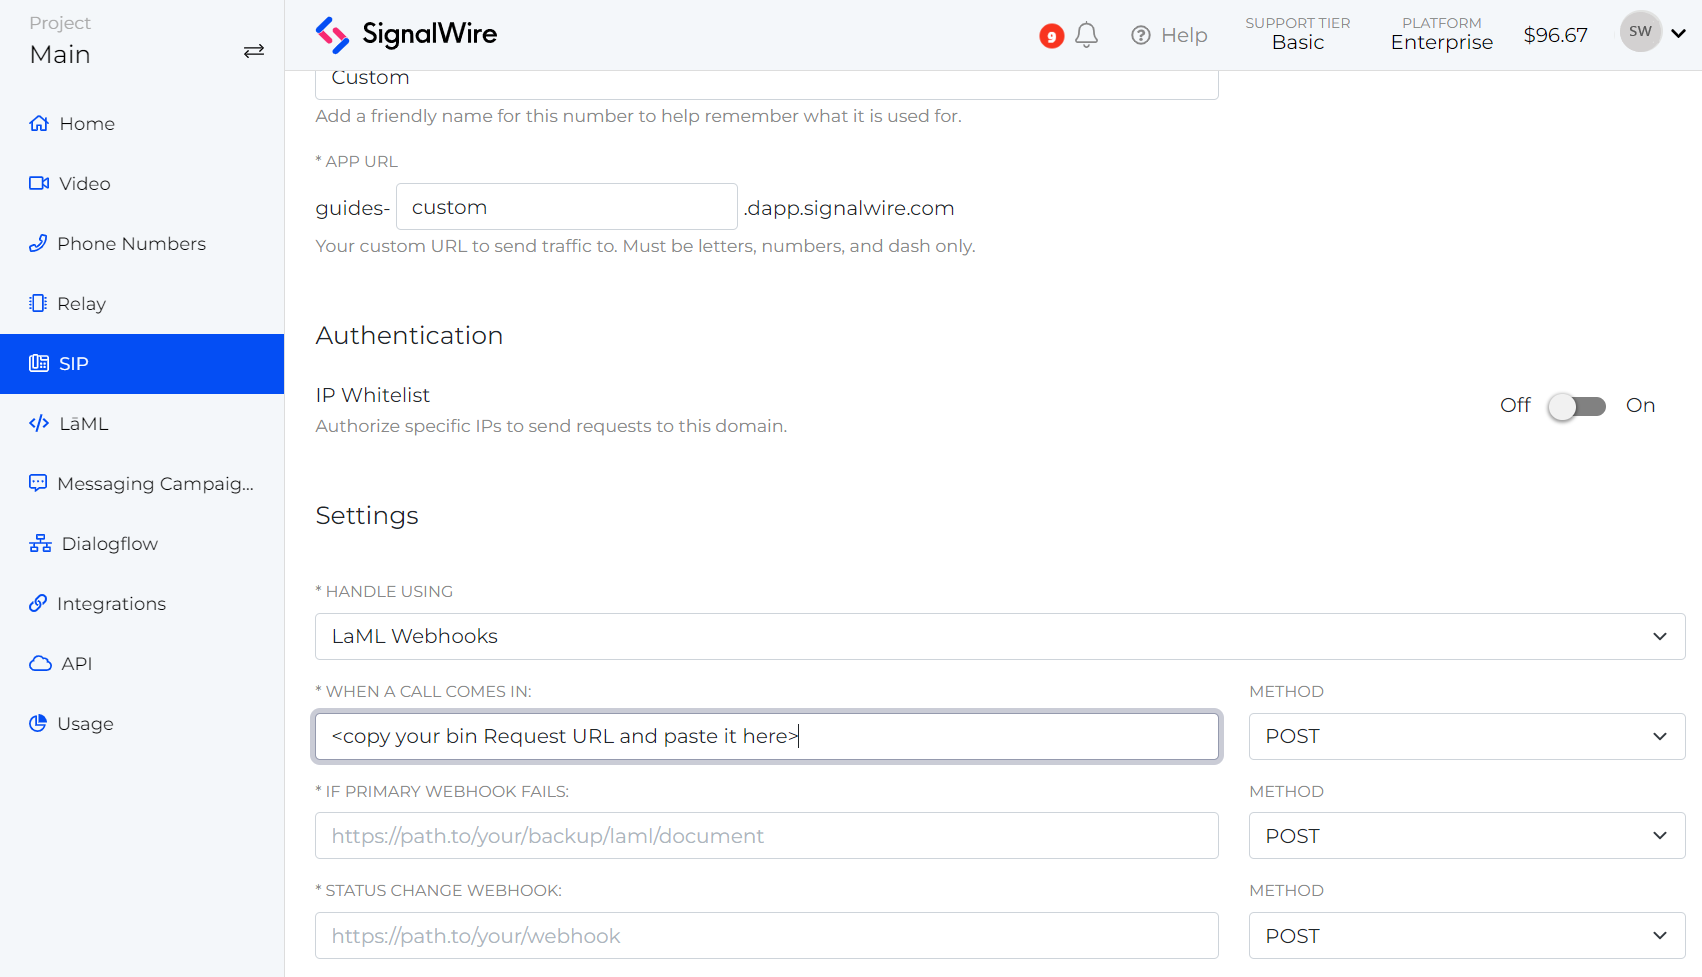 Project
Main
Home
Video
Phone Numbers
Relay
SIP
LāML
Messaging Campaig...
Dialogflow
Integrations
API
Usage
SignalWire
9
Help
SUPPORT TIER
Basic
PLATFORM
Enterprise
$96.67
SW
Custom
Add a friendly name for this number to help remember what it is used for.
* APP URL
guides- custom .dapp.signalwire.com
Your custom URL to send traffic to. Must be letters, numbers, and dash only.
Authentication
IP Whitelist
Authorize specific IPs to send requests to this domain.
Off On
Settings
* HANDLE USING
LaML Webhooks
* WHEN A CALL COMES IN:
METHOD
<copy your bin Request URL and paste it here>
POST
* IF PRIMARY WEBHOOK FAILS:
METHOD
https://path.to/your/backup/laml/document
POST
* STATUS CHANGE WEBHOOK:
METHOD
https://path.to/your/webhook
POST